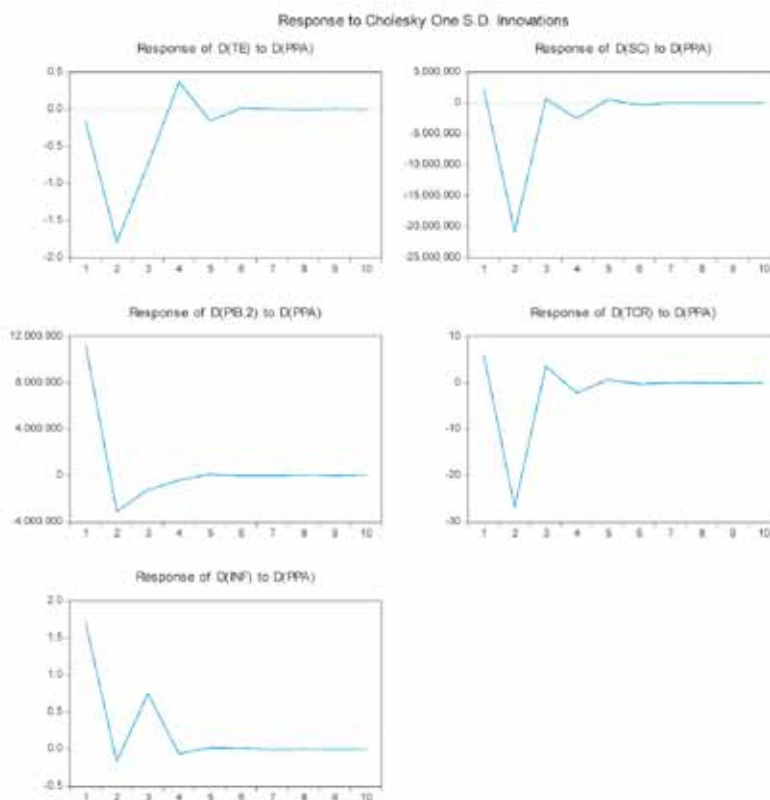 Response to Cholesky One S.D. Innovations
Response of D(TE) to D(PPA)
0.5
0.0
-0.5
-1.0
-1.5
-2.0
1 2 3 4 5 6 7 8 9 10
Response of D(SC) to D(PPA)
5.000.000
0
-5.000.000
-10.000.000
-15.000.000
-20.000.000
-25.000.000
1 2 3 4 5 6 7 8 9 10
Response of D(PIB,2) to D(PPA)
12.000.000
8.000.000
4.000.000
0
-4.000.000
1 2 3 4 5 6 7 8 9 10
Response of D(TCR) to D(PPA)
10
0
-10
-20
-30
1 2 3 4 5 6 7 8 9 10
Response of D(INF) to D(PPA)
2.0
1.5
1.0
0.5
0.0
-0.5
1 2 3 4 5 6 7 8 9 10